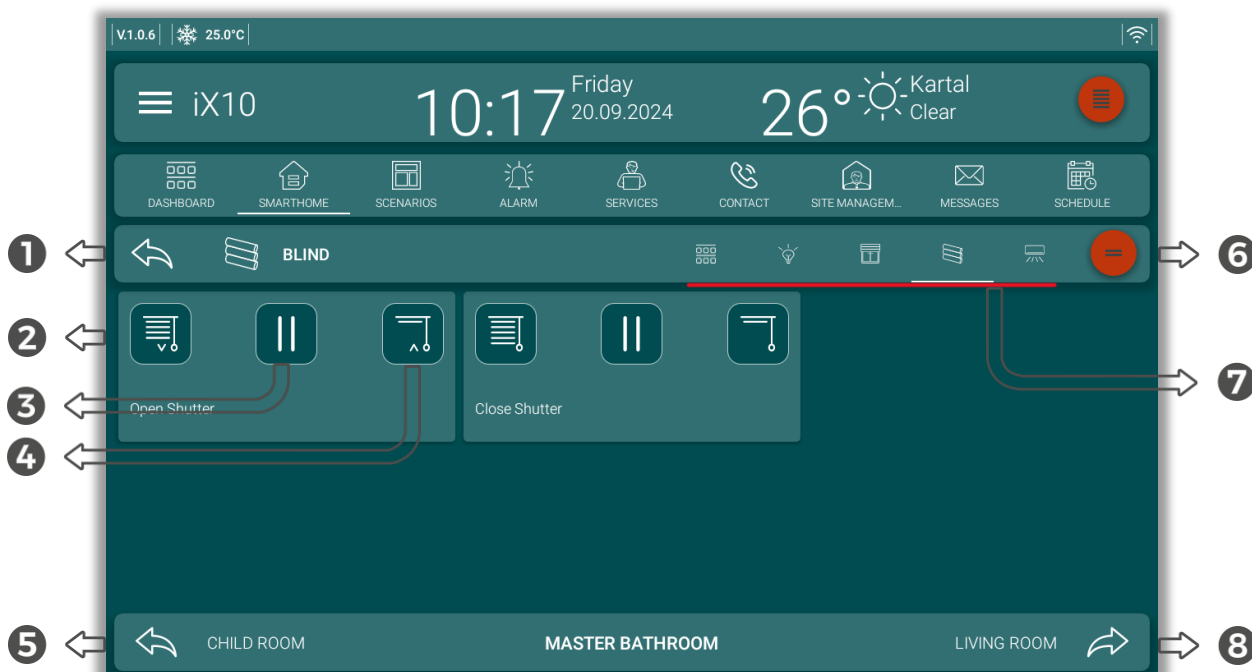 V.1.0.6 25.0°C
iX10 10:17 Friday 20.09.2024 26° Kartal Clear
DASHBOARD SMARTHOME SCENARIOS ALARM SERVICES CONTACT SITE MANAGEM... MESSAGES SCHEDULE
1 BLIND 6
2
7
3 Open Shutter Close Shutter
4
5 CHILD ROOM MASTER BATHROOM LIVING ROOM 8